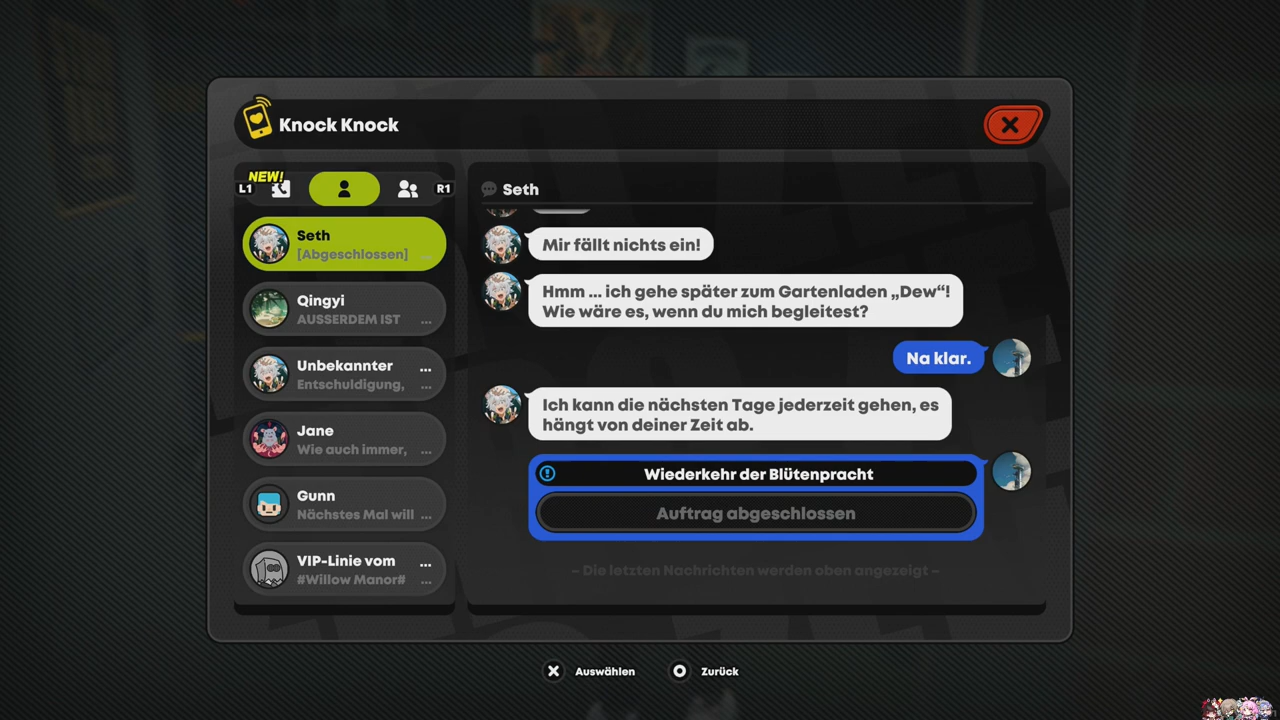 Knock Knock
NEW!
L1
R1
Seth
[Abgeschlossen] ...
Qingyi
AUSSERDEM IST ...
Unbekannter ...
Entschuldigung, ...
Jane
Wie auch immer, ...
Gunn
Nächstes Mal will ...
VIP-Linie vom ...
#Willow Manor# ...
Seth
Mir fällt nichts ein!
Hmm ... ich gehe später zum Gartenladen „Dew“!
Wie wäre es, wenn du mich begleitest?
Na klar.
Ich kann die nächsten Tage jederzeit gehen, es
hängt von deiner Zeit ab.
Wiederkehr der Blütenpracht
Auftrag abgeschlossen
– Die letzten Nachrichten werden oben angezeigt –
Auswählen
Zurück